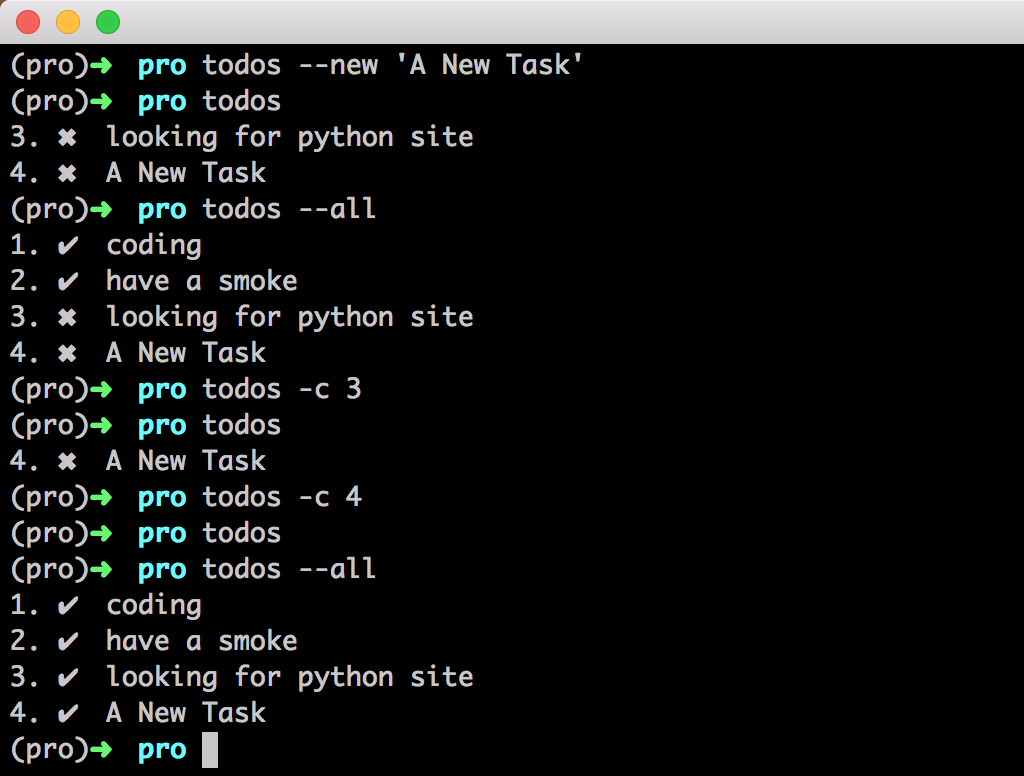 (pro)➜  pro todos --new 'A New Task'
(pro)➜  pro todos
3. ✖  looking for python site
4. ✖  A New Task
(pro)➜  pro todos --all
1. ✔  coding
2. ✔  have a smoke
3. ✖  looking for python site
4. ✖  A New Task
(pro)➜  pro todos -c 3
(pro)➜  pro todos
4. ✖  A New Task
(pro)➜  pro todos -c 4
(pro)➜  pro todos
(pro)➜  pro todos --all
1. ✔  coding
2. ✔  have a smoke
3. ✔  looking for python site
4. ✔  A New Task
(pro)➜  pro